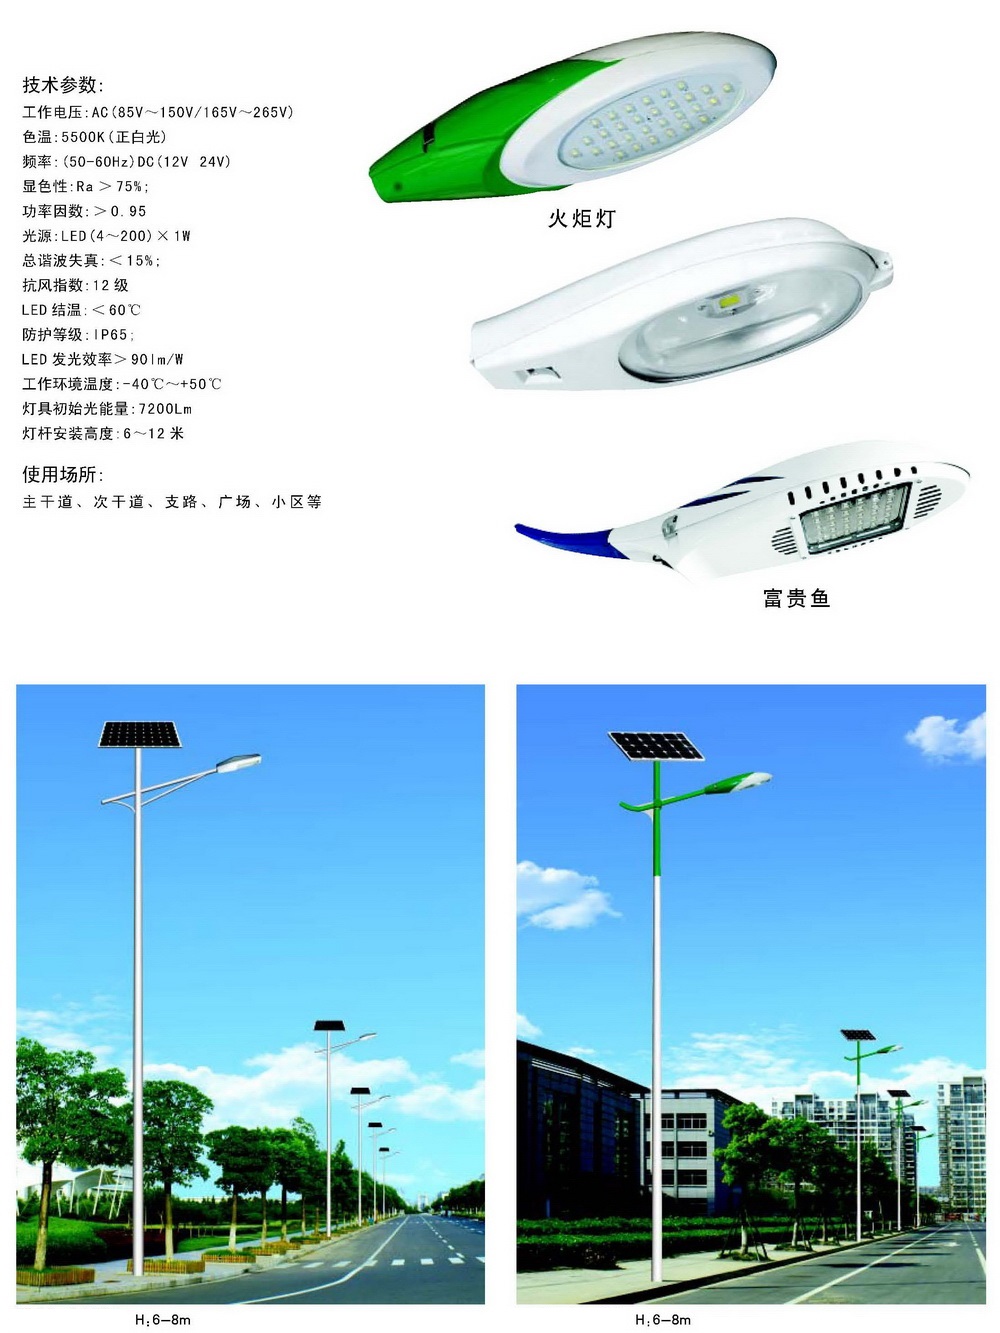 技术参数:
工作电压:AC(85V～150V/165V～265V)
色温:5500K(正白光)
频率:(50-60Hz)DC(12V 24V)
显色性:Ra＞75%;
功率因数:＞0.95
光源:LED(4～200)×1W
总谐波失真:＜15%;
抗风指数:12级
LED结温:＜60℃
防护等级:IP65;
LED发光效率＞90lm/W
工作环境温度:-40℃～+50℃
灯具初始光能量:7200Lm
灯杆安装高度:6～12米
使用场所:
主干道、次干道、支路、广场、小区等
火炬灯
富贵鱼
H:6-8m
H:6-8m